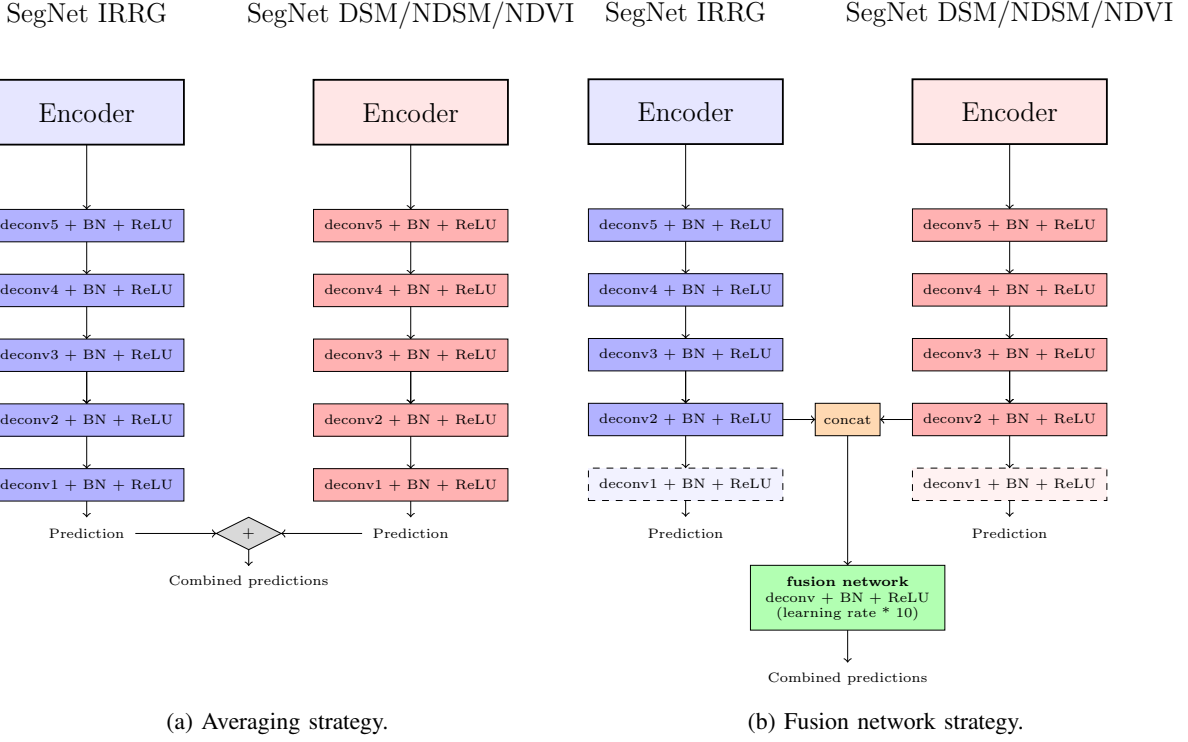 SegNet IRRG
SegNet DSM/NDSM/NDVI
Encoder
Encoder
deconv5 + BN + ReLU
deconv5 + BN + ReLU
deconv4 + BN + ReLU
deconv4 + BN + ReLU
deconv3 + BN + ReLU
deconv3 + BN + ReLU
deconv2 + BN + ReLU
deconv2 + BN + ReLU
deconv1 + BN + ReLU
deconv1 + BN + ReLU
Prediction
+
Prediction
Combined predictions
(a) Averaging strategy.
SegNet IRRG
SegNet DSM/NDSM/NDVI
Encoder
Encoder
deconv5 + BN + ReLU
deconv5 + BN + ReLU
deconv4 + BN + ReLU
deconv4 + BN + ReLU
deconv3 + BN + ReLU
deconv3 + BN + ReLU
deconv2 + BN + ReLU
concat
deconv2 + BN + ReLU
deconv1 + BN + ReLU
deconv1 + BN + ReLU
Prediction
Prediction
fusion network
deconv + BN + ReLU
(learning rate * 10)
Combined predictions
(b) Fusion network strategy.